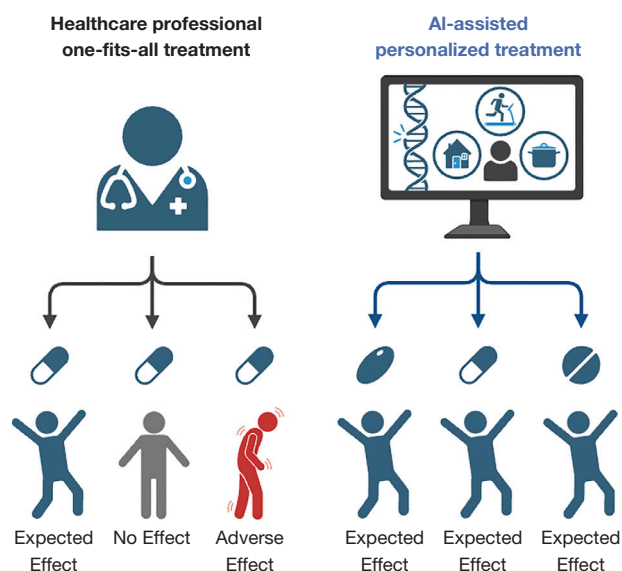 Healthcare professional
one-fits-all treatment
AI-assisted
personalized treatment
Expected
Effect
No Effect
Adverse
Effect
Expected
Effect
Expected
Effect
Expected
Effect